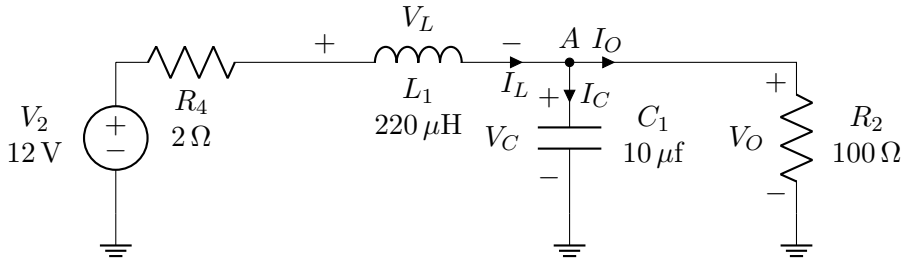 V_L
A I_O
+ − + I_L + I_C
V_2
12 V
+
−
R_4
2 Ω
L_1
220 μH
V_C
−
C_1
10 μf
V_O
−
R_2
100 Ω